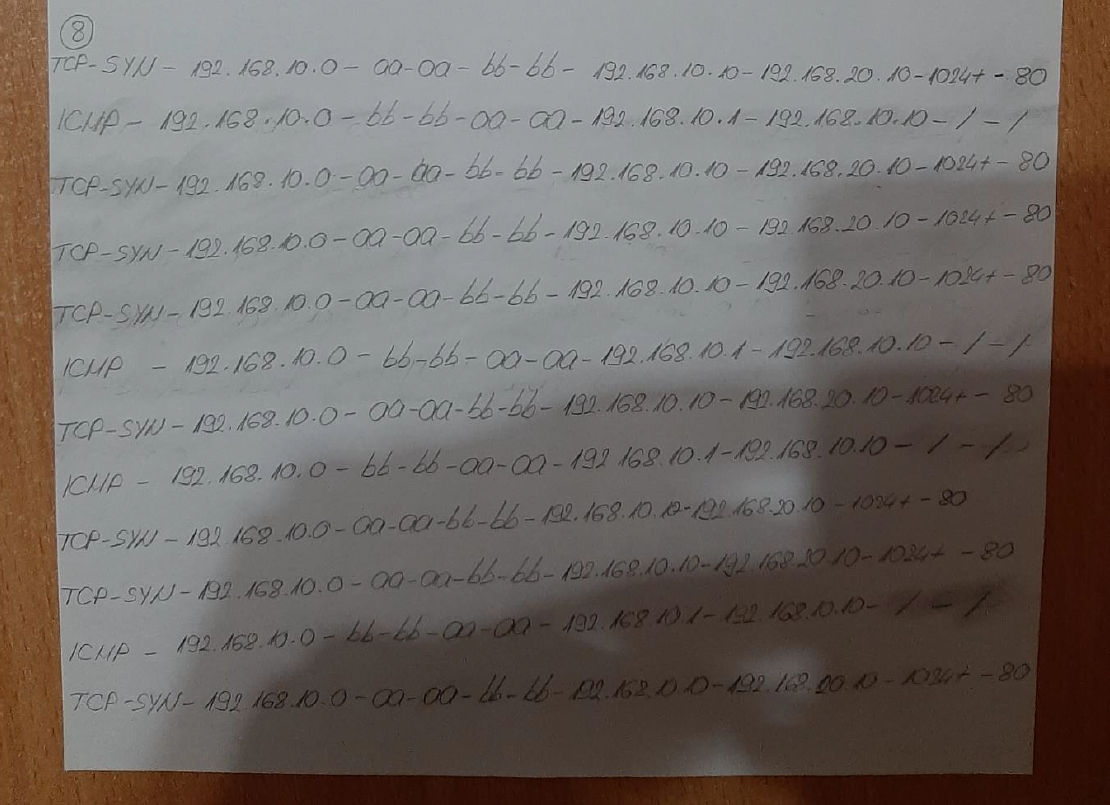 8
TCP-SYN - 192.168.10.0 - aa-aa - bb-bb - 192.168.10.10 - 192.168.20.10 - 1024+ - 80
ICMP - 192.168.10.0 - bb-bb - aa-aa - 192.168.10.1 - 192.168.10.10 - / - /
TCP-SYN - 192.168.10.0 - aa-aa - bb-bb - 192.168.10.10 - 192.168.20.10 - 1024+ - 80
TCP-SYN - 192.168.10.0 - aa-aa - bb-bb - 192.168.10.10 - 192.168.20.10 - 1024+ - 80
TCP-SYN - 192.168.10.0 - aa-aa - bb-bb - 192.168.10.10 - 192.168.20.10 - 1024+ - 80
ICMP - 192.168.10.0 - bb-bb - aa-aa - 192.168.10.1 - 192.168.10.10 - / - /
TCP-SYN - 192.168.10.0 - aa-aa - bb-bb - 192.168.10.10 - 192.168.20.10 - 1024+ - 80
ICMP - 192.168.10.0 - bb-bb - aa-aa - 192.168.10.1 - 192.168.10.10 - / - /
TCP-SYN - 192.168.10.0 - aa-aa - bb-bb - 192.168.10.10 - 192.168.20.10 - 1024+ - 80
TCP-SYN - 192.168.10.0 - aa-aa - bb-bb - 192.168.10.10 - 192.168.20.10 - 1024+ - 80
ICMP - 192.168.10.0 - bb-bb - aa-aa - 192.168.10.1 - 192.168.10.10 - / - /
TCP-SYN - 192.168.10.0 - aa-aa - bb-bb - 192.168.10.10 - 192.168.20.10 - 1024+ - 80